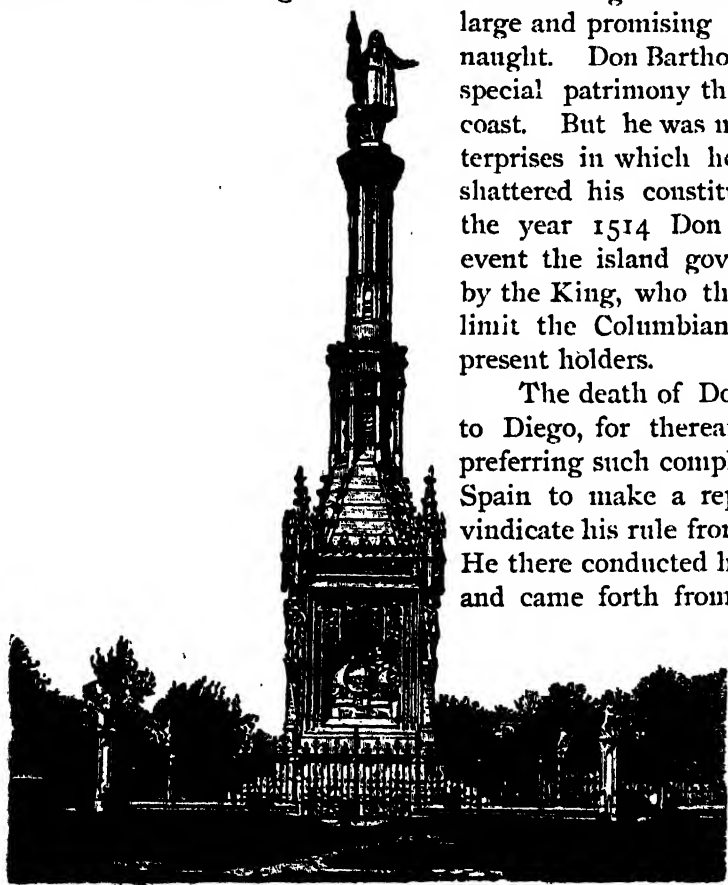 large and promising
naught. Don Bartho
special patrimony th
coast. But he was n
terprises in which he
shattered his constit
the year 1514 Don
event the island gov
by the King, who th
limit the Columbian
present holders.
The death of Do
to Diego, for therea
preferring such compl
Spain to make a rep
vindicate his rule from
He there conducted h
and came forth from